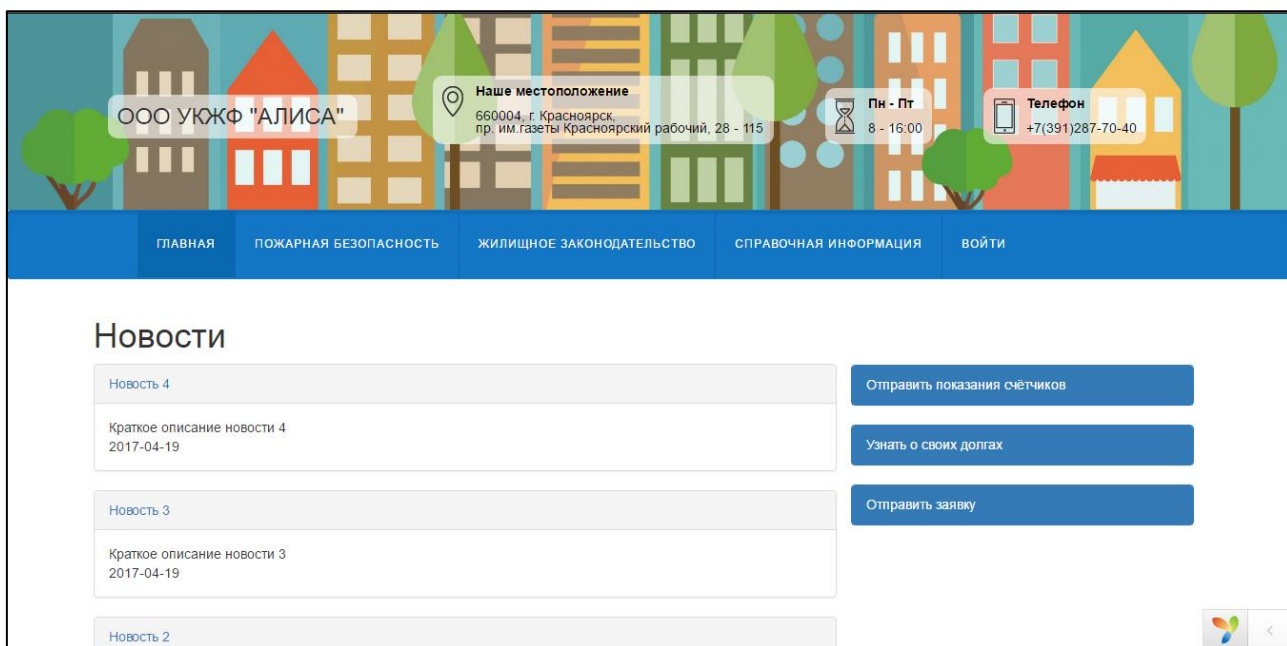 ООО УКЖФ "АЛИСА"
Наше местоположение
660004, г. Красноярск,
пр. им.газеты Красноярский рабочий, 28 - 115
Пн - Пт
8 - 16:00
Телефон
+7(391)287-70-40
ГЛАВНАЯ
ПОЖАРНАЯ БЕЗОПАСНОСТЬ
ЖИЛИЩНОЕ ЗАКОНОДАТЕЛЬСТВО
СПРАВОЧНАЯ ИНФОРМАЦИЯ
ВОЙТИ
Новости
Новость 4
Краткое описание новости 4
2017-04-19
Новость 3
Краткое описание новости 3
2017-04-19
Новость 2
Отправить показания счётчиков
Узнать о своих долгах
Отправить заявку